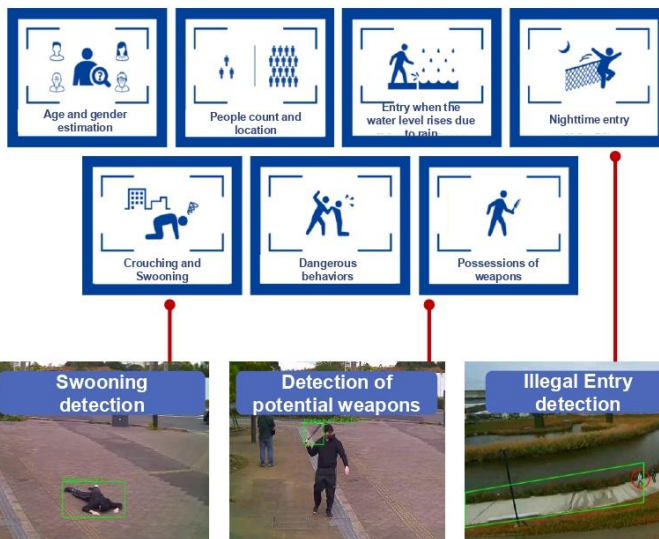 Age and gender
estimation
People count and
location
Entry when the
water level rises due
to rain
Nighttime entry
Crouching and
Swooning
Dangerous
behaviors
Possessions of
weapons
Swooning
detection
Detection of
potential weapons
Illegal Entry
detection